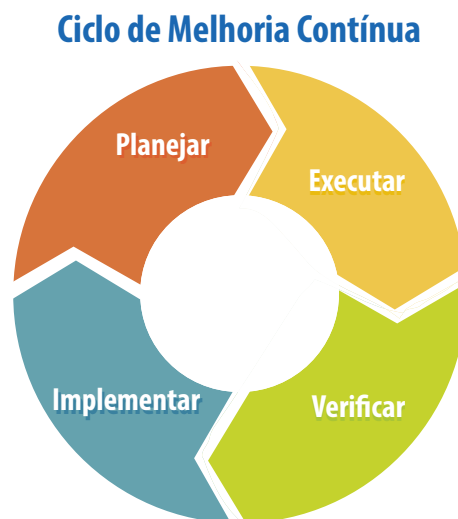 Ciclo de Melhoria Contínua
Planejar
Executar
Implementar
Verificar